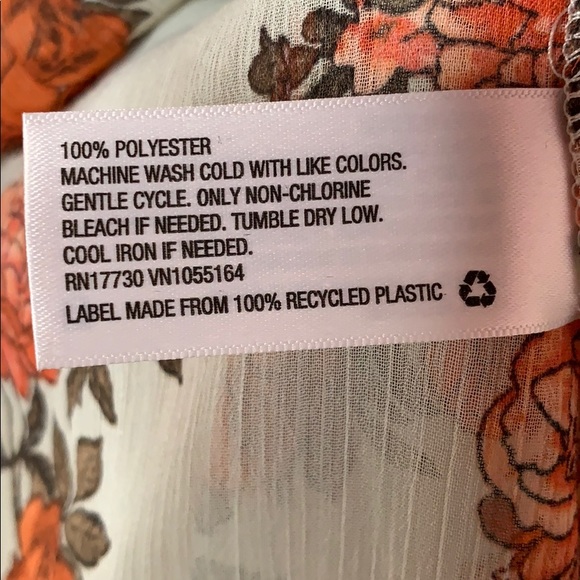 100% POLYESTER
MACHINE WASH COLD WITH LIKE COLORS.
GENTLE CYCLE. ONLY NON-CHLORINE
BLEACH IF NEEDED. TUMBLE DRY LOW.
COOL IRON IF NEEDED.
RN17730 VN1055164
LABEL MADE FROM 100% RECYCLED PLASTIC